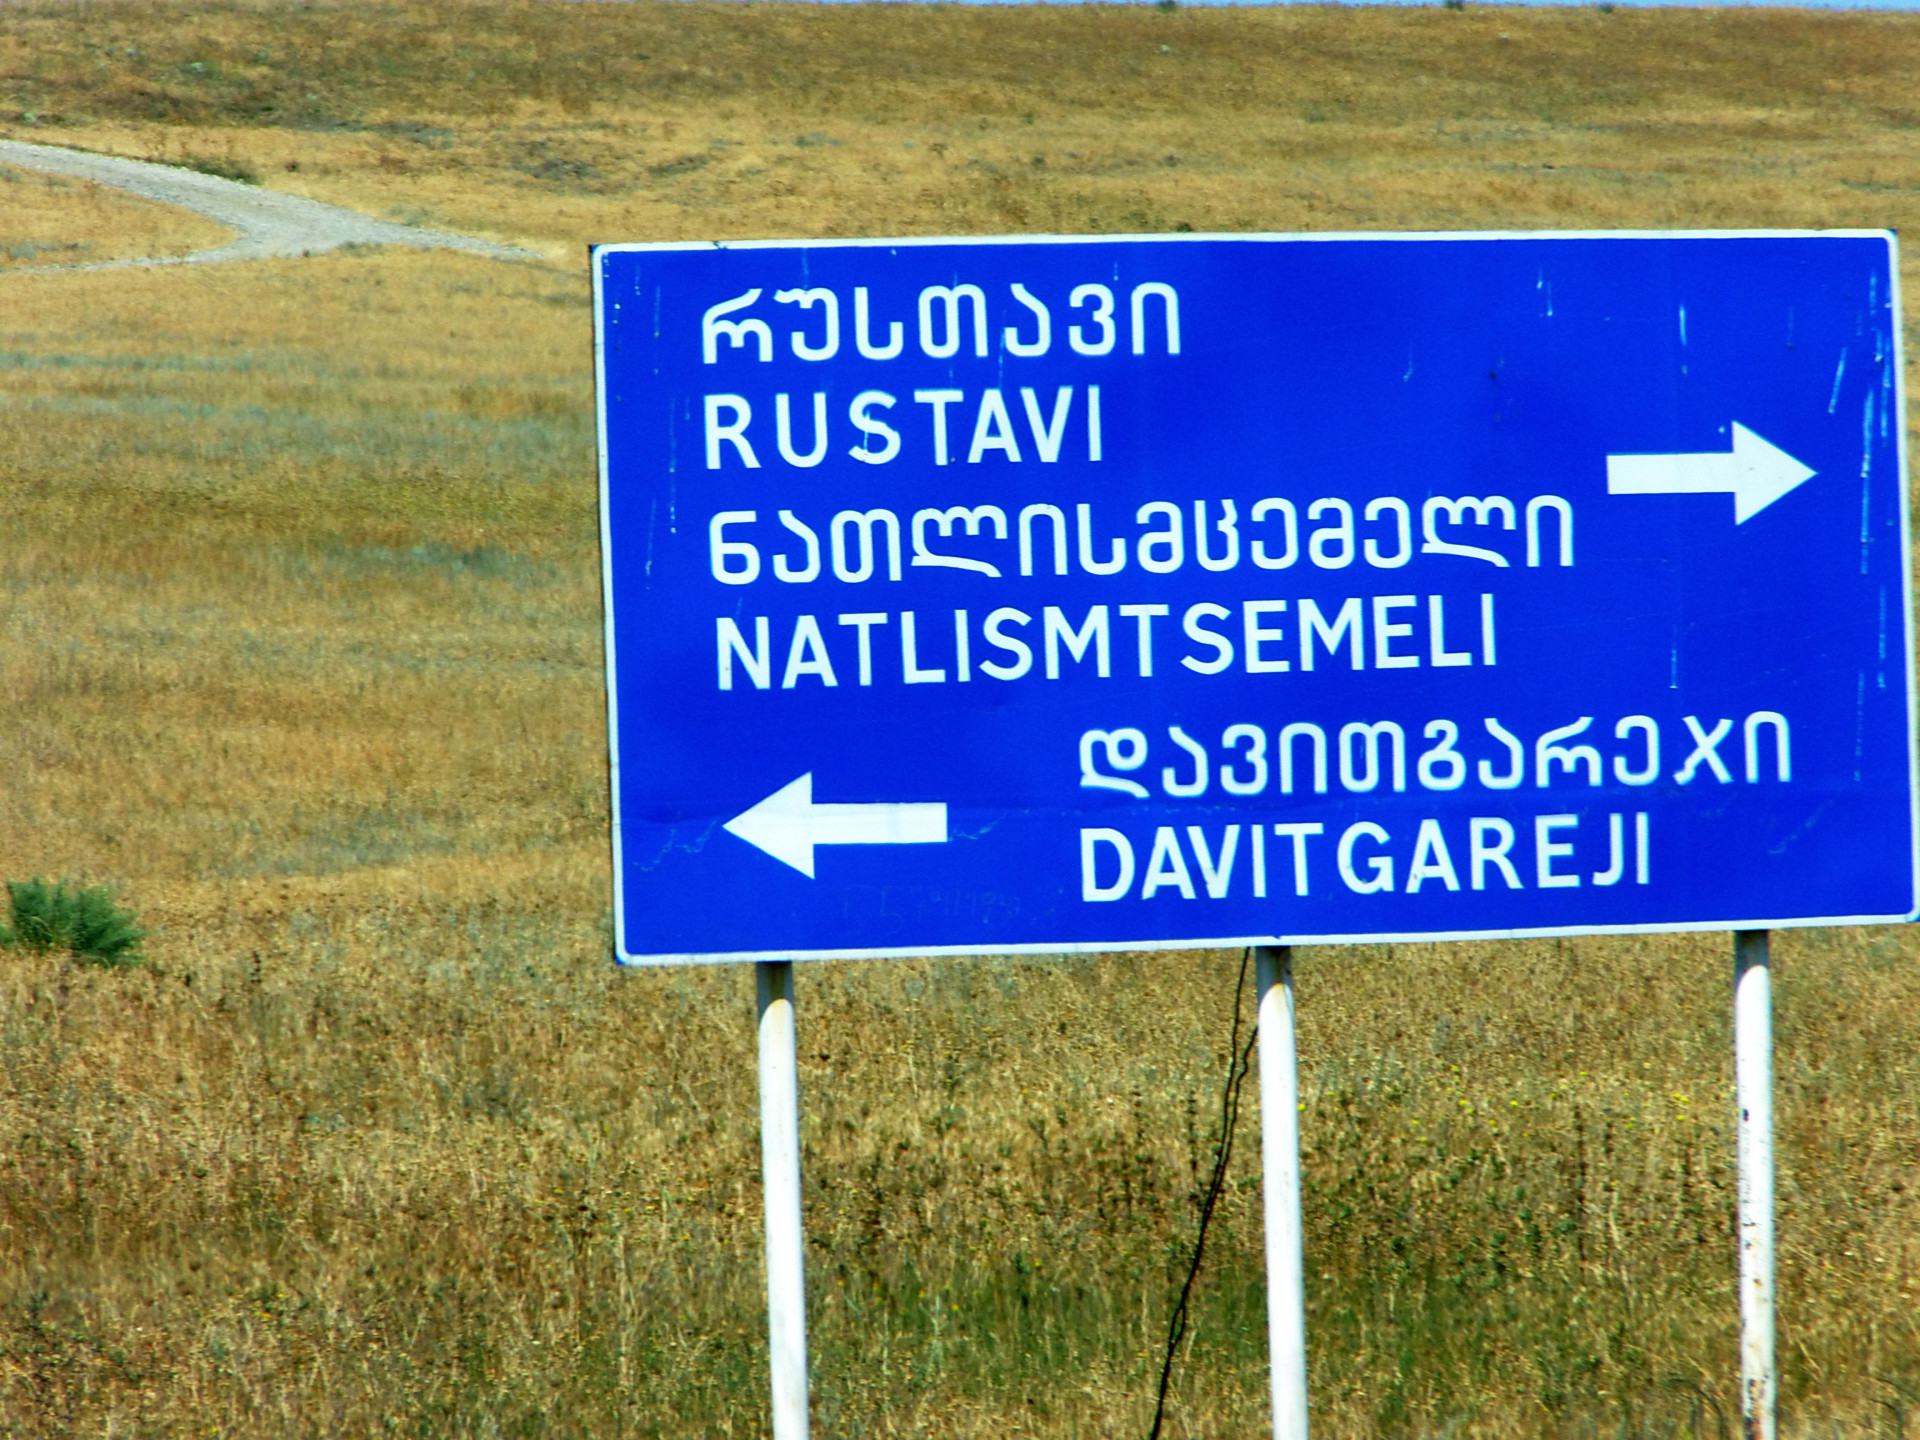 რუსთავი
RUSTAVI
ნათლისმცემელი
NATLISMTSEMELI
დავითგარეჯი
DAVITGAREJI